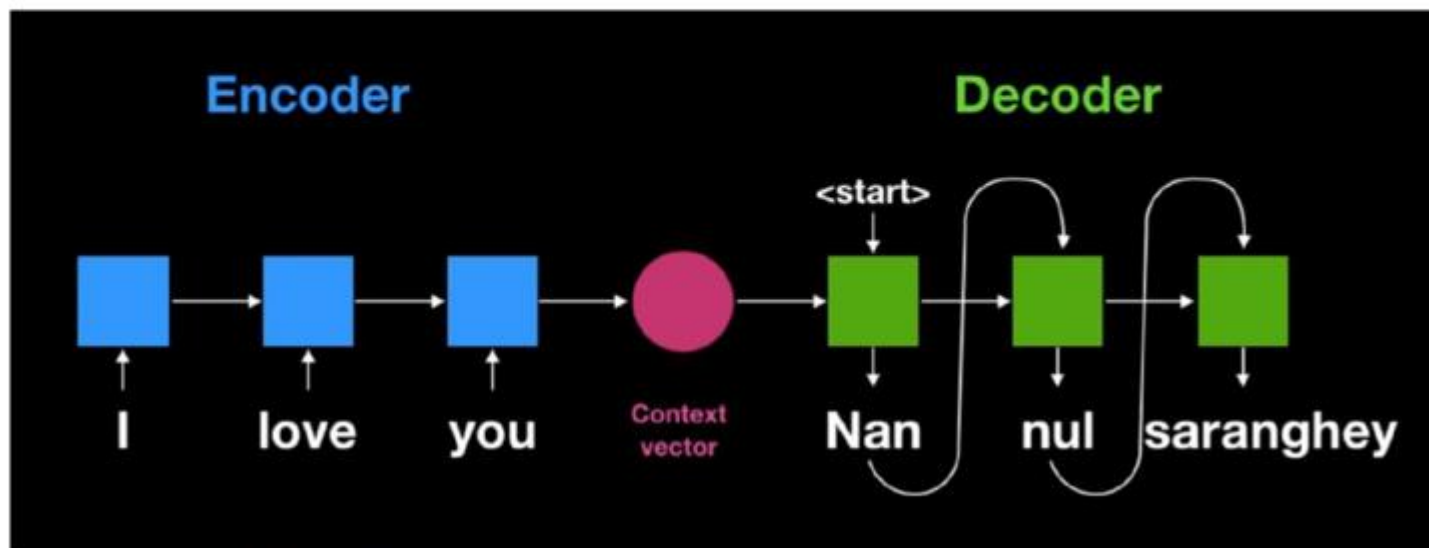 Encoder
Decoder
<start>
I love you
Context
vector
Nan nul saranghey